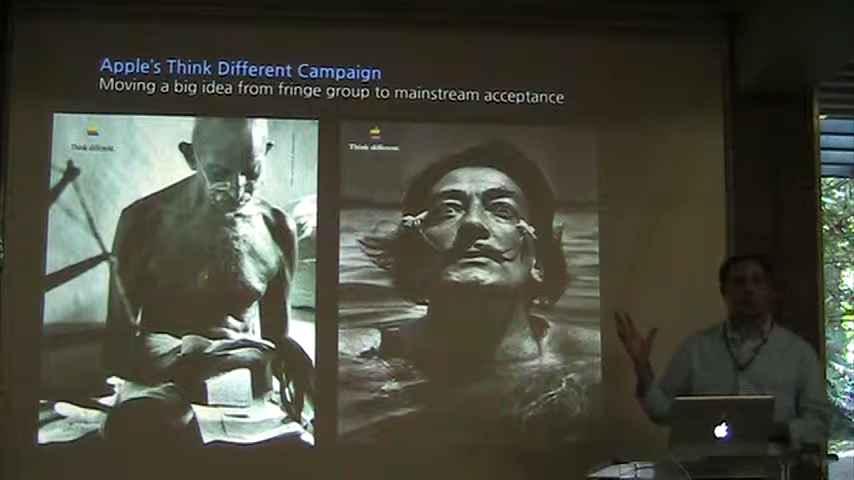 Apple's Think Different Campaign
Moving a big idea from fringe group to mainstream acceptance
Think different.
Think different.